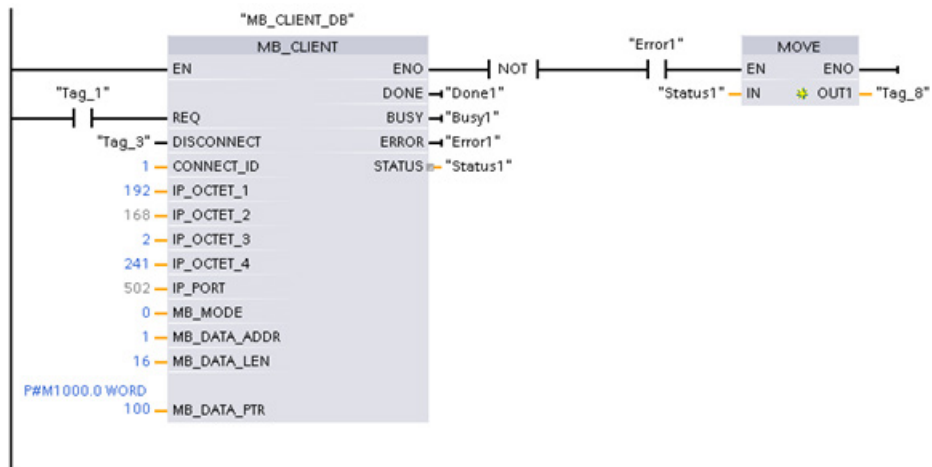 "MB_CLIENT_DB"
MB_CLIENT
"Error1"
MOVE
EN
ENO
NOT
EN
ENO
"Tag_1"
DONE
"Done1"
"Status1"
IN
OUT1
"Tag_8"
REQ
BUSY
"Busy1"
"Tag_3"
DISCONNECT
ERROR
"Error1"
1
CONNECT_ID
STATUS
"Status1"
192
IP_OCTET_1
168
IP_OCTET_2
2
IP_OCTET_3
241
IP_OCTET_4
502
IP_PORT
0
MB_MODE
1
MB_DATA_ADDR
16
MB_DATA_LEN
P#M1000.0 WORD
100
MB_DATA_PTR